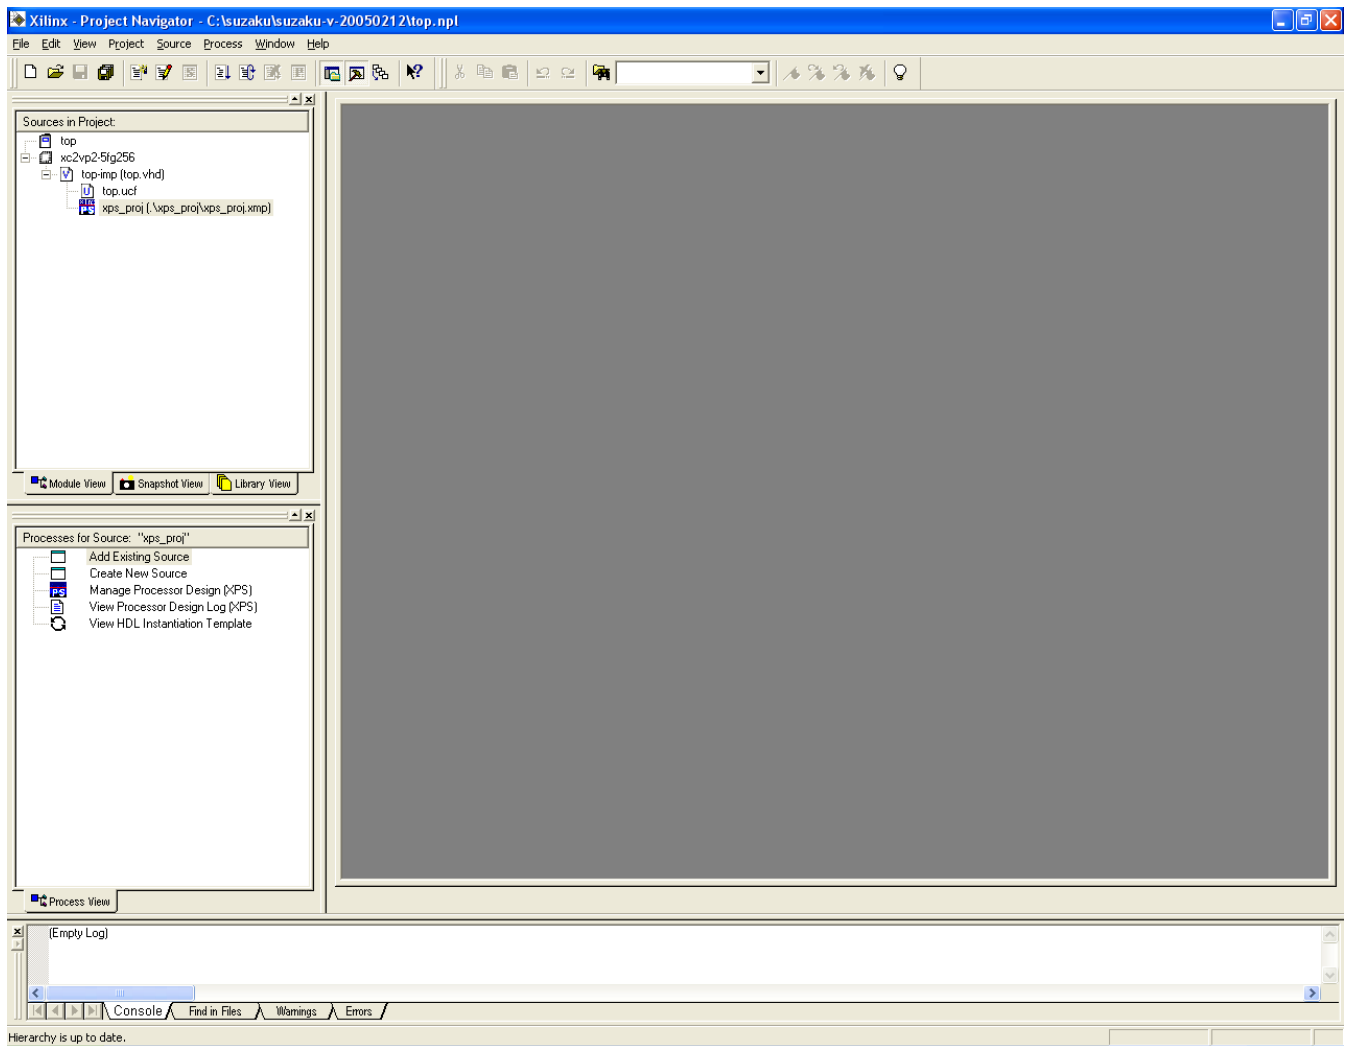 Xilinx - Project Navigator - C:\suzaku\suzaku-v-20050212\top.npl
File Edit View Project Source Process Window Help
Sources in Project:
top
xc2vp2-5fg256
top-imp (top.vhd)
top.ucf
xps_proj (.\xps_proj\xps_proj.xmp)
Module View Snapshot View Library View
Processes for Source: "xps_proj"
Add Existing Source
Create New Source
Manage Processor Design (XPS)
View Processor Design Log (XPS)
View HDL Instantiation Template
Process View
(Empty Log)
Console Find in Files Warnings Errors
Hierarchy is up to date.